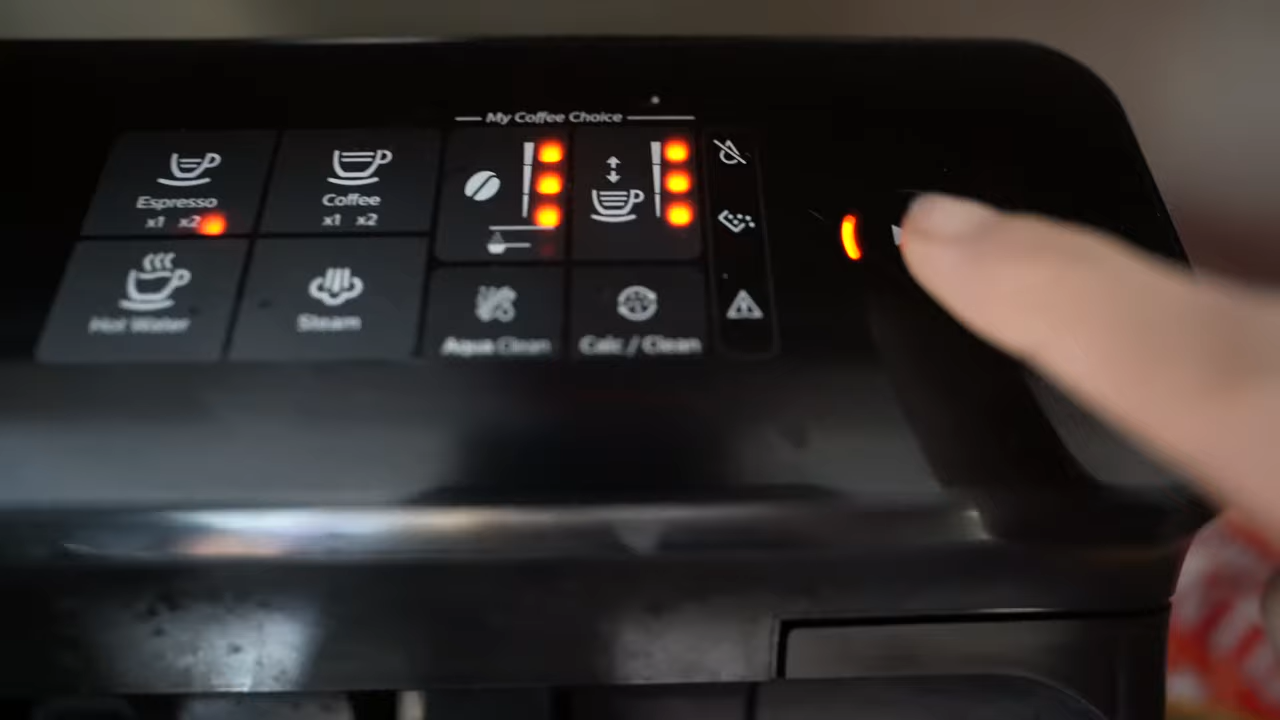 My Coffee Choice
Espresso
x1 x2
Coffee
x1 x2
Hot Water
Steam
Aqua Clean
Calc / Clean